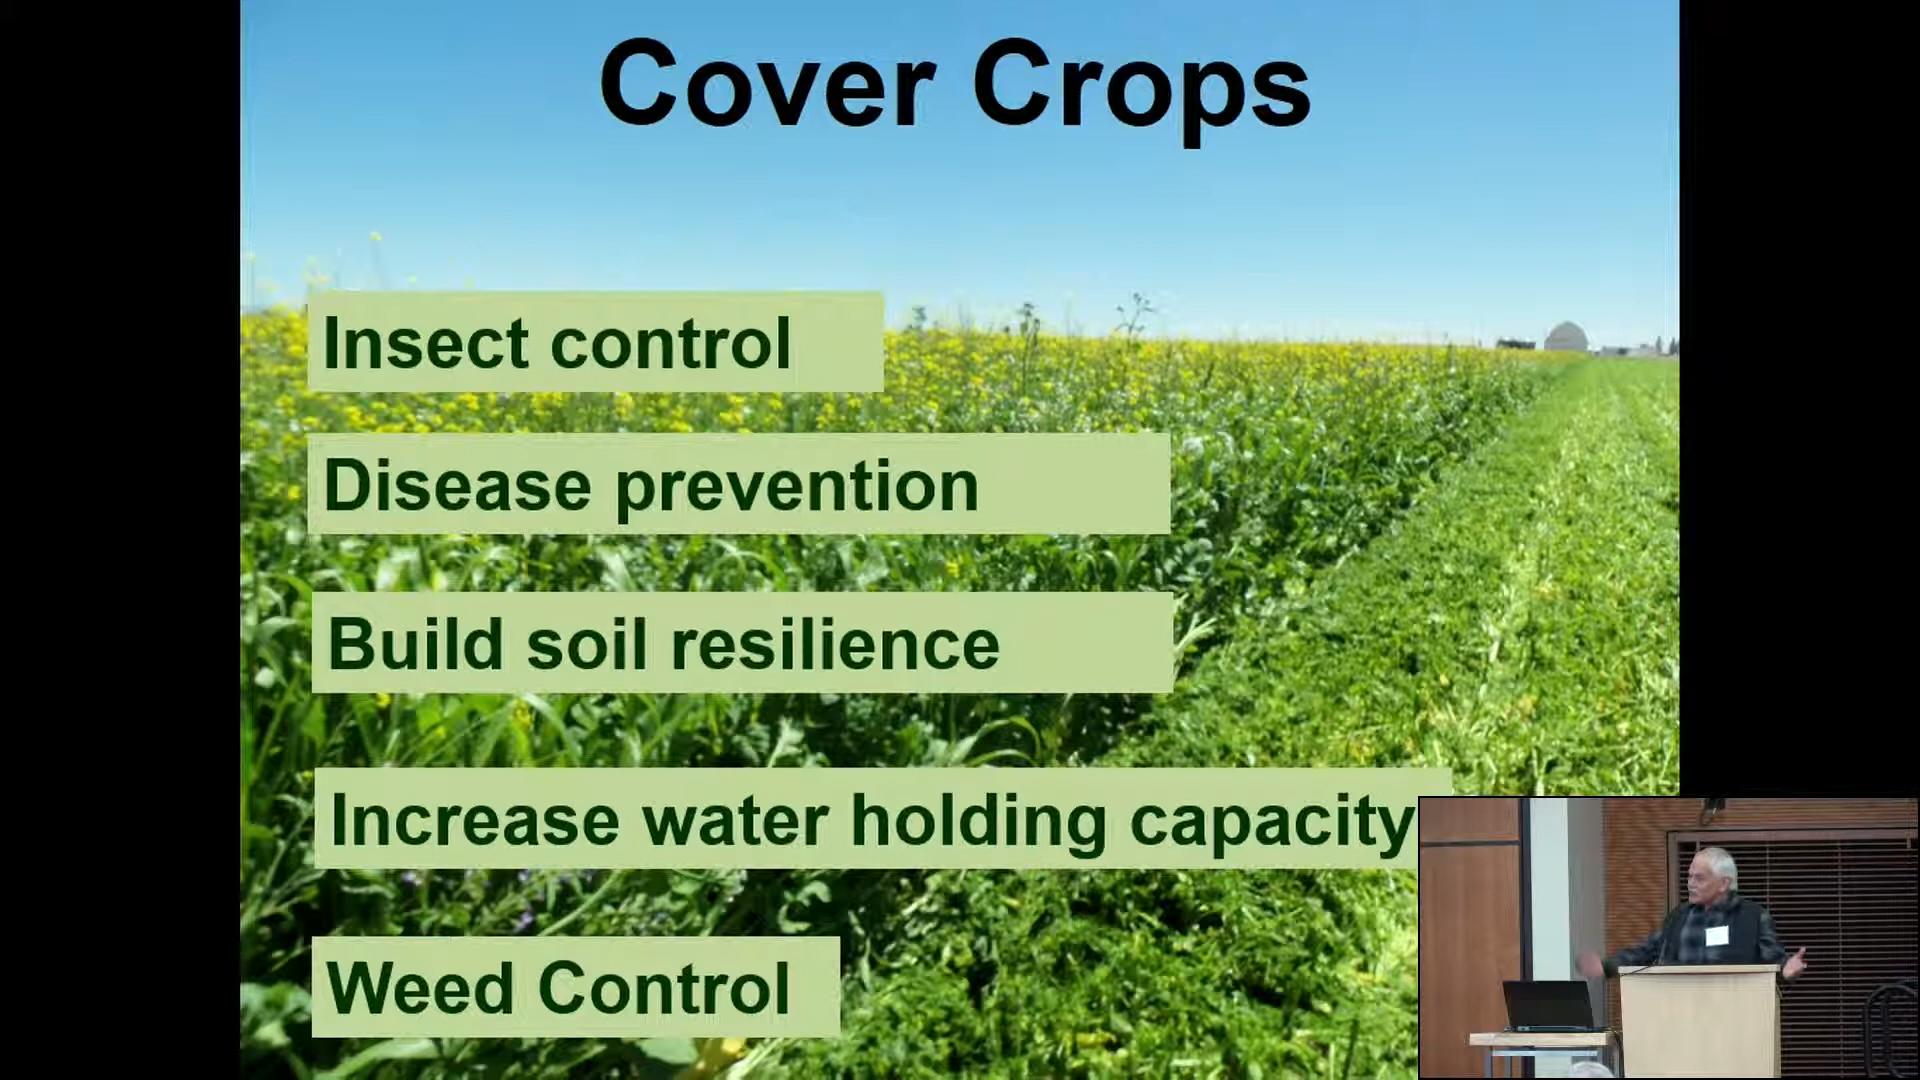 Cover Crops
Insect control
Disease prevention
Build soil resilience
Increase water holding capacity
Weed Control